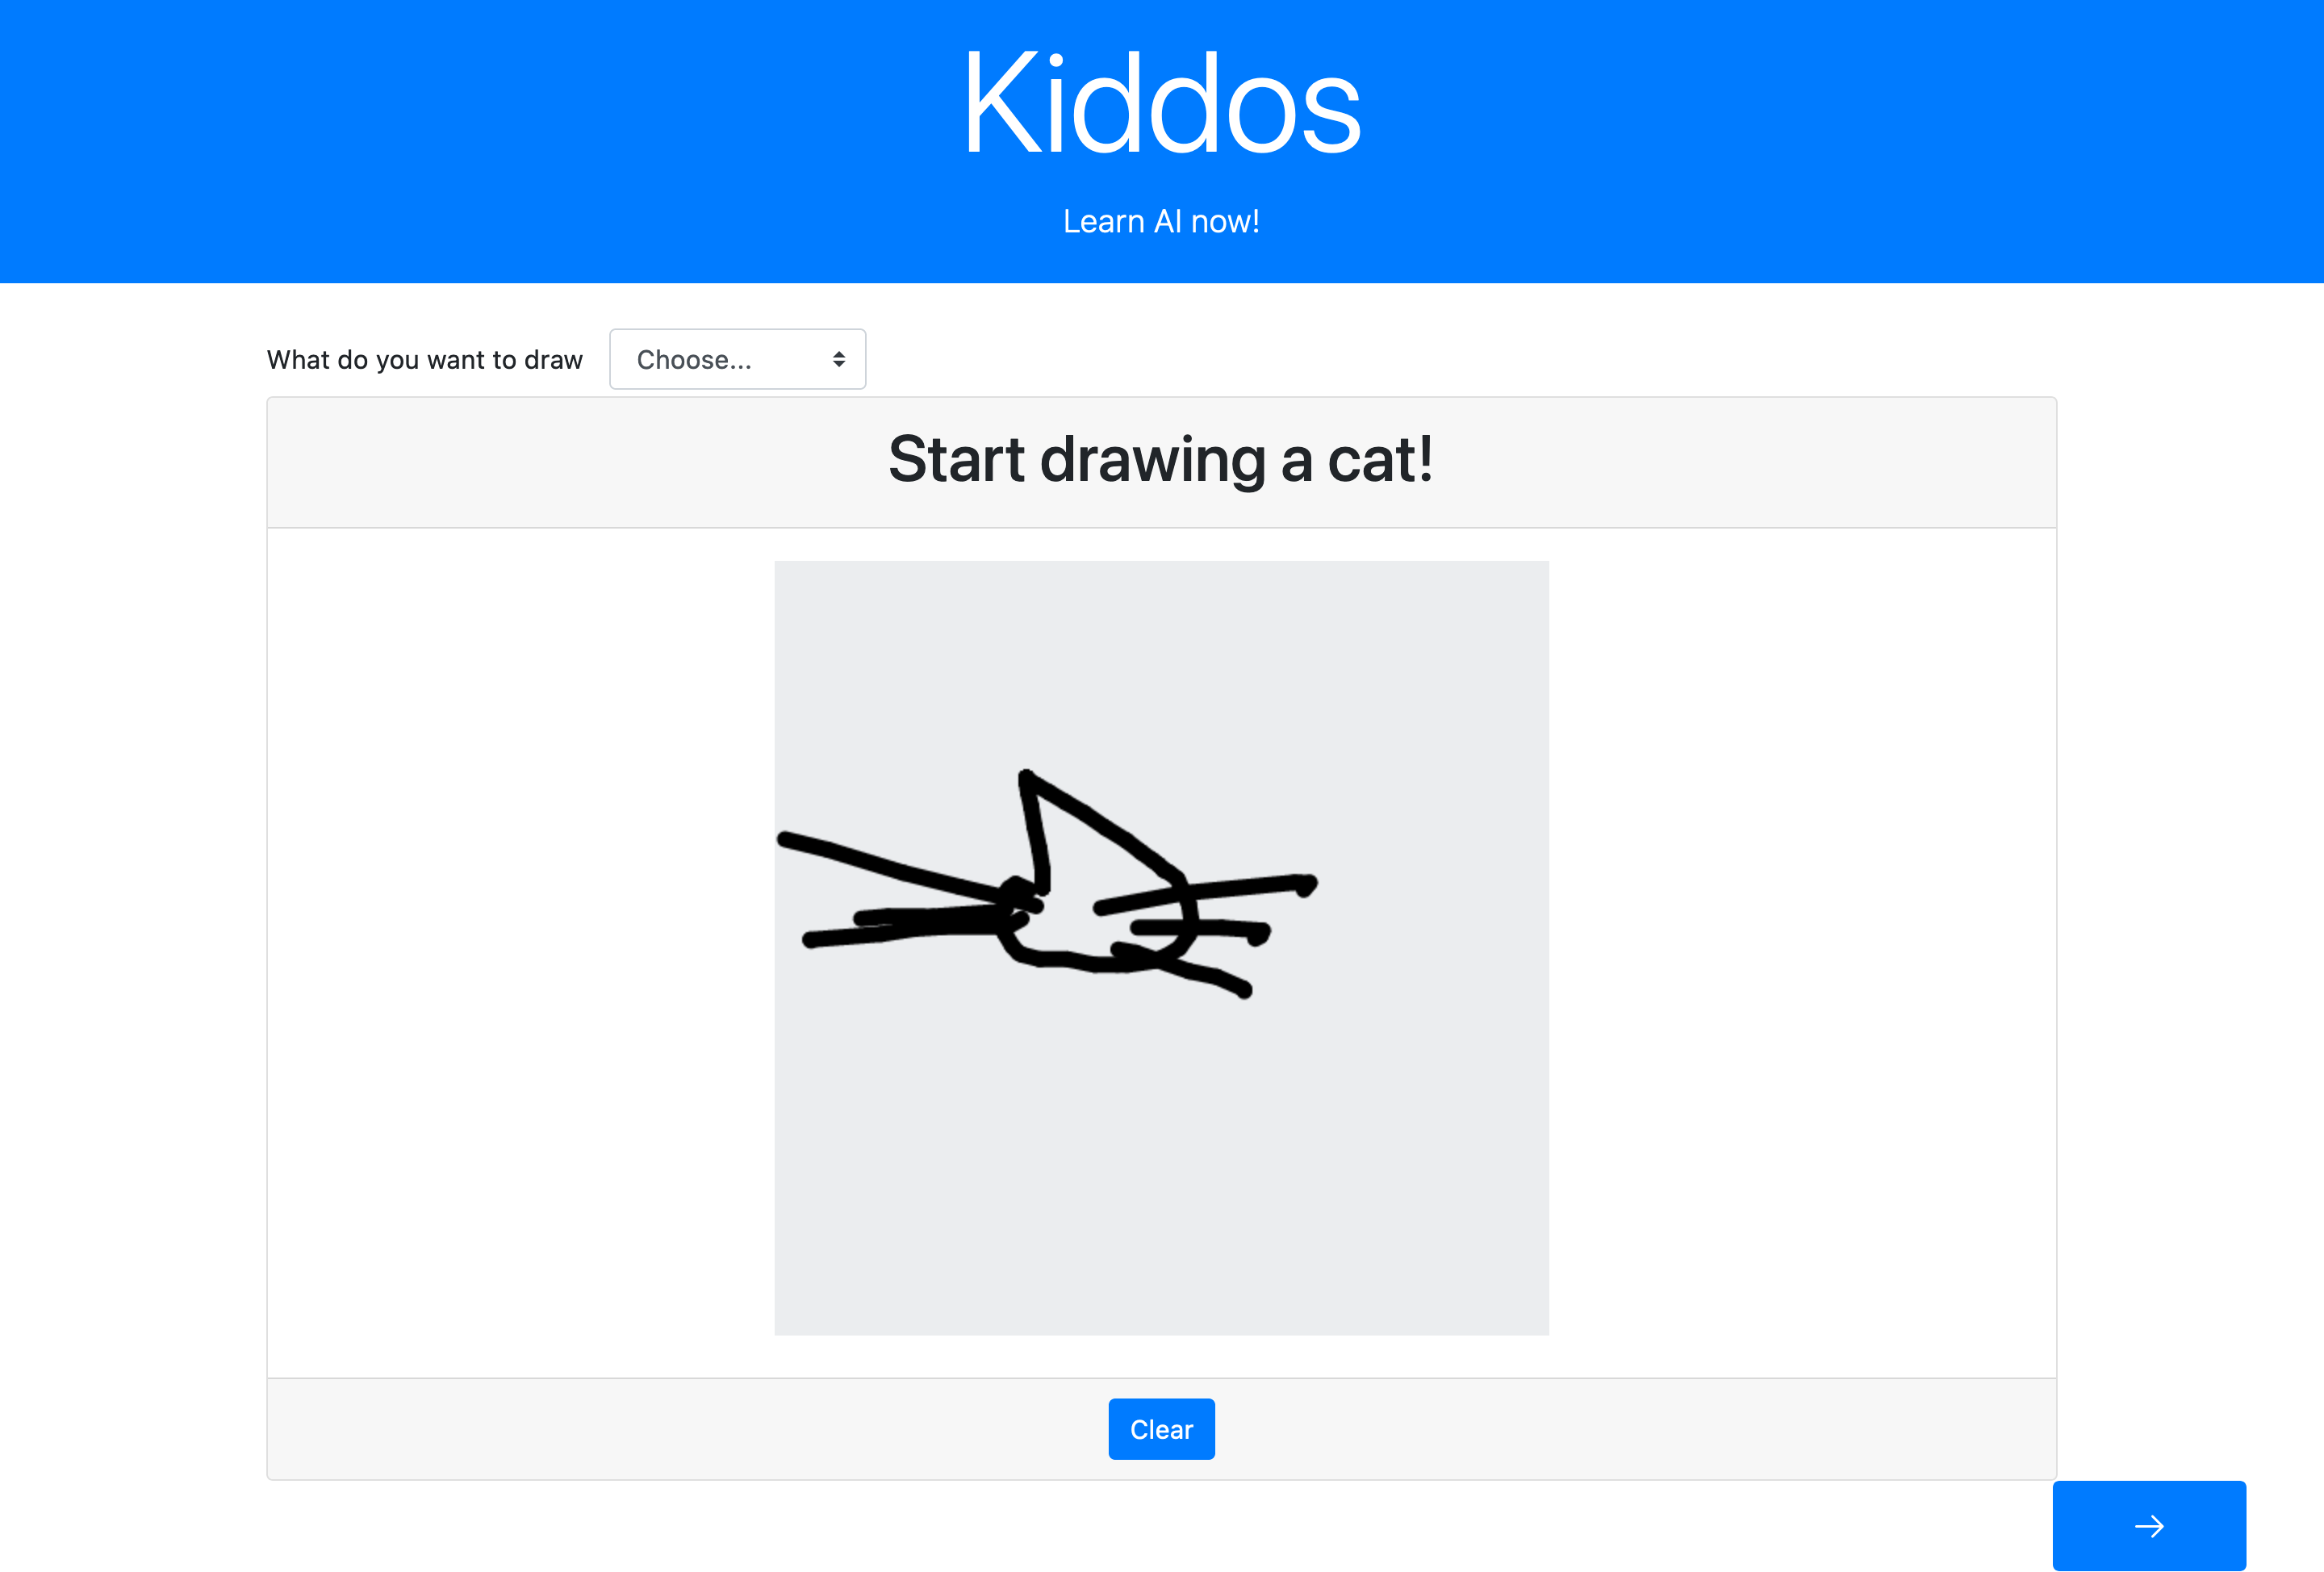 Kiddos
Learn AI now!
What do you want to draw
Choose...
Start drawing a cat!
Clear